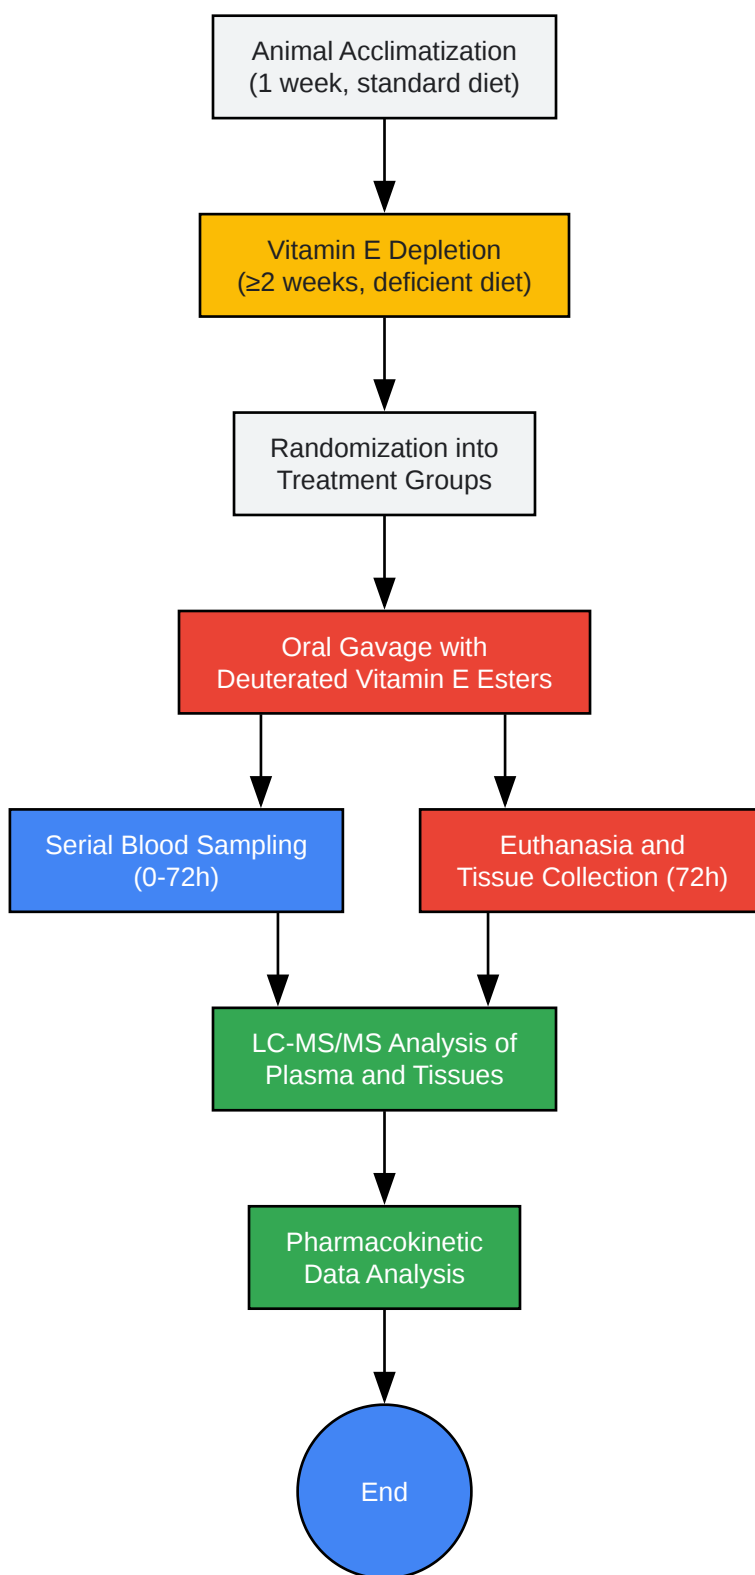 Animal Acclimatization
(1 week, standard diet)
Vitamin E Depletion
(≥2 weeks, deficient diet)
Randomization into
Treatment Groups
Oral Gavage with
Deuterated Vitamin E Esters
Serial Blood Sampling
(0-72h)
Euthanasia and
Tissue Collection (72h)
LC-MS/MS Analysis of
Plasma and Tissues
Pharmacokinetic
Data Analysis
End